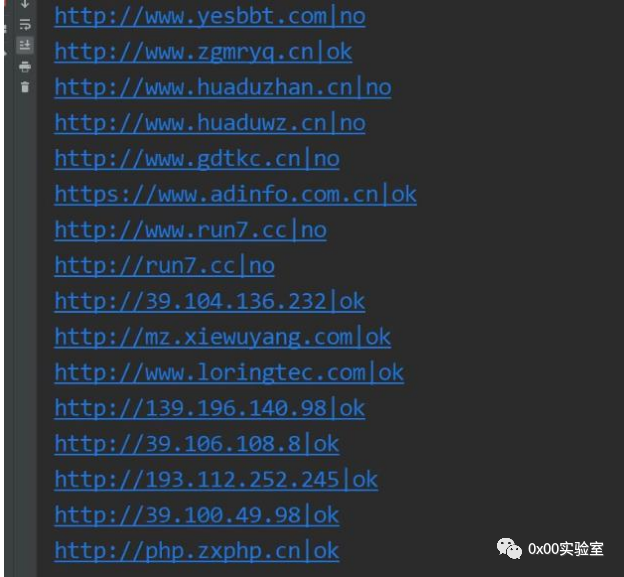 http://www.yesbbt.com|no
http://www.zgmryq.cn|ok
http://www.huaduzhan.cn|no
http://www.huaduwz.cn|no
http://www.gdtkc.cn|no
https://www.adinfo.com.cn|ok
http://www.run7.cc|no
http://run7.cc|no
http://39.104.136.232|ok
http://mz.xiewuyang.com|ok
http://www.loringtec.com|ok
http://139.196.140.98|ok
http://39.106.108.8|ok
http://193.112.252.245|ok
http://39.100.49.98|ok
http://php.zxphp.cn|ok
0x00实验室